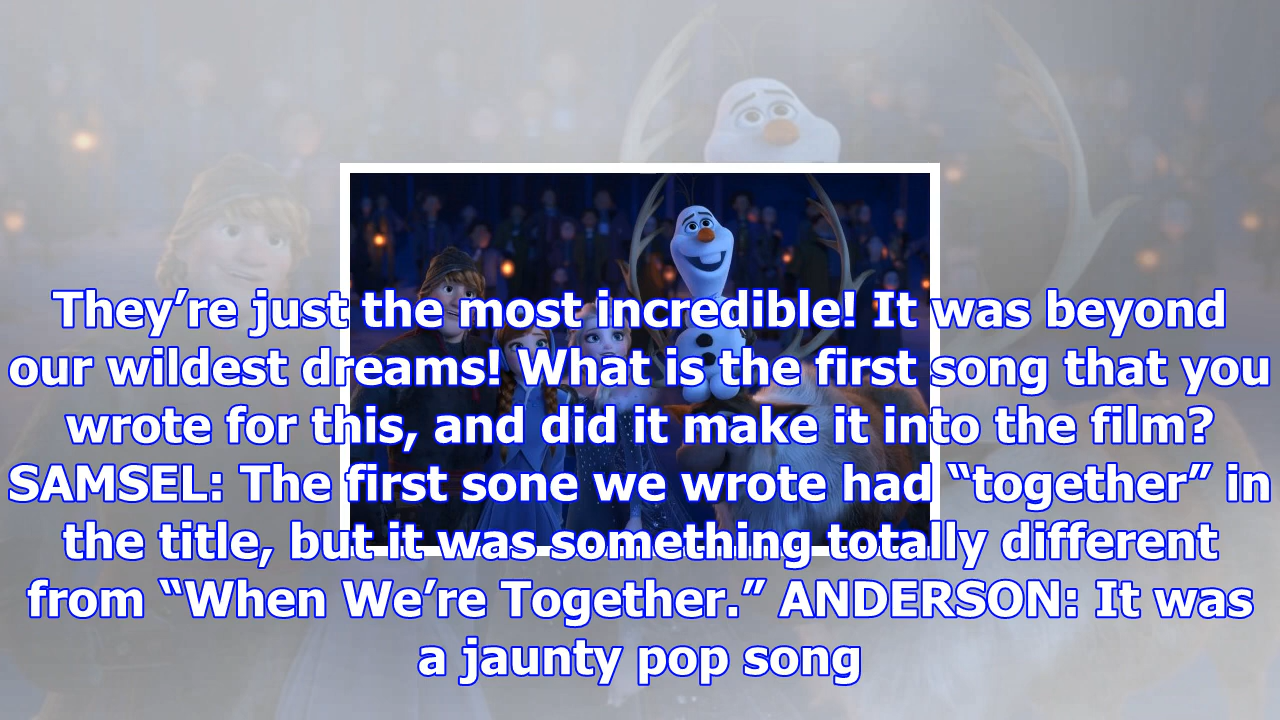 They’re just the most incredible! It was beyond
our wildest dreams! What is the first song that you
wrote for this, and did it make it into the film?
SAMSEL: The first sone we wrote had “together” in
the title, but it was something totally different
from “When We’re Together.” ANDERSON: It was
a jaunty pop song